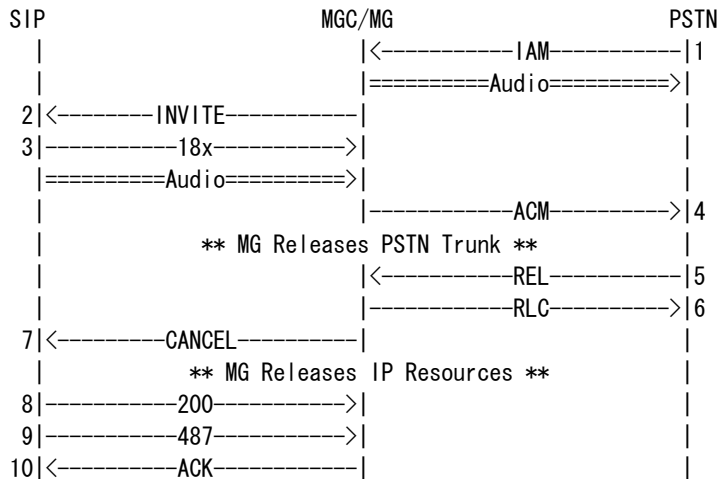 SIP                       MGC/MG                       PSTN
  |                          |<-----------IAM-----------|1
  |                          |==========Audio==========>|
 2|<--------INVITE-----------|                          |
 3|-----------18x----------->|                          |
  |==========Audio==========>|                          |
  |                          |------------ACM---------->|4
  |             ** MG Releases PSTN Trunk **            |
  |                          |<-----------REL-----------|5
  |                          |------------RLC---------->|6
 7|<---------CANCEL----------|                          |
  |            ** MG Releases IP Resources **           |
 8|-----------200----------->|                          |
 9|-----------487----------->|                          |
10|<----------ACK------------|                          |